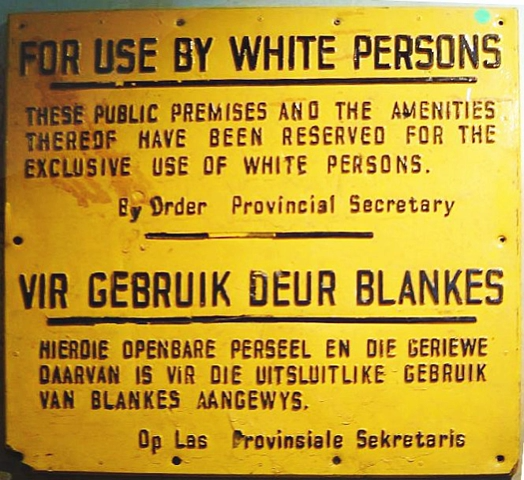 FOR USE BY WHITE PERSONS
THESE PUBLIC PREMISES AND THE AMENITIES
THEREOF HAVE BEEN RESERVED FOR THE
EXCLUSIVE USE OF WHITE PERSONS.
By Order Provincial Secretary
VIR GEBRUIK DEUR BLANKES
HIERDIE OPENBARE PERSEEL EN DIE GERIEWE
DAARVAN IS VIR DIE UITSLUITLIKE GEBRUIK
VAN BLANKES AANGEWYS.
Op Las Provinsiale Sekretaris